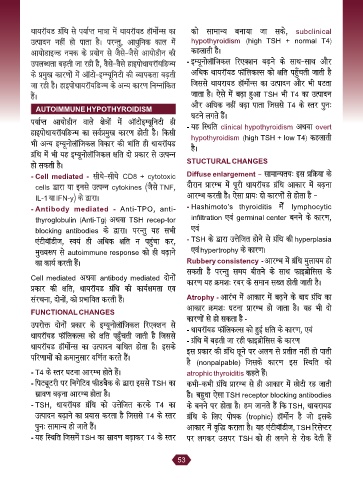 थायरॉयड ग्रंथि से पर्याप्त मात्रा में थायरॉयड हॉर्मोन्स का
उत्पादन नहीं हो पाता है। परन्तु, आधुनिक काल में
आयोडाइज्ड नमक के प्रयोग से जैसे-जैसे आयोडीन की
उपलब्धता बढ़ती जा रही है, वैसे-वैसे हाइपोथायरॉयडिज्म
के प्रमुख कारणों में ऑटो-इम्यूनिटी की व्यापकता बढ़ती
जा रही है। हाइपोथायरॉयडिज्म के अन्य कारण निम्नांकित
हैं।
AUTOIMMUNE HYPOTHYROIDISM
पर्याप्त आयोडीन वाले क्षेत्रों में ऑटोइम्यूनिटी ही
हाइपोथायरॉयडिज्म का सर्वप्रमुख कारण होती है। किसी
भी अन्य इम्यूनोलॉजिकल विकार की भांति ही थायरॉयड
ग्रंथि में भी यह इम्यूनोलॉजिकल क्षति दो प्रकार से उत्पन्न
हो सकती है।
- Cell mediated - सीधे-सीधे CD8 + cytotoxic
cells द्वारा या इनसे उत्पन्न cytokines (जैसे TNF,
IL-1 या IFN-y) के द्वारा।
- Antibody mediated - Anti-TPO, anti-
thyroglobulin (Anti-Tg) अथवा TSH recep-tor
blocking antibodies के द्वारा। परन्तु यह सभी
एंटीबॉडीज, स्वयं ही अधिक क्षति न पहुंचा कर,
मुख्यरूप से autoimmune response को ही बढ़ाने
का कार्य करती हैं।
Cell mediated अथवा antibody mediated दोनों
प्रकार की क्षति, थायरॉयड ग्रंथि की कार्यक्षमता एवं
संरचना, दोनों, को प्रभावित करती हैं।
FUNCTIONAL CHANGES
उपरोक्त दोनों प्रकार के इम्यूनोलॉजिकल रिएक्शन से
थायरॉयड फॉलिकल्स को क्षति पहुँचती जाती है जिससे
थायरॉयड हॉर्मोन्स का उत्पादन बाधित होता है। इसके
परिणामों को क्रमानुसार वर्णित करते हैं।
- T4 के स्तर घटना आरम्भ होते हैं।
- पिट्यूटरी पर निगेटिव फीडबैक के द्वारा इससे TSH का
स्रावण बढ़ना आरम्भ होता है।
- TSH, थायरॉयड ग्रंथि को उत्तेजित करके T4 का
उत्पादन बढ़ाने का प्रयास करता है जिससे T4 के स्तर
पुनः सामान्य हो जाते हैं।
- यह स्थिति जिसमें TSH का स्रावण बढ़ाकर T4 के स्तर
को सामान्य बनाया जा सके, subclinical
hypothyroidism (high TSH + normal T4)
कहलाती है।
- इम्यूनोलॉजिकल रिएक्शन बढ़ने के साथ-साथ और
अधिक थायरॉयड फॉलिकल्स को क्षति पहुँचती जाती है
जिससे थायरॉयड हॉर्मोन्स का उत्पादन और भी घटता
जाता है। ऐसे में बढ़ा हुआ TSH भी T4 का उत्पादन
और अधिक नहीं बढ़ा पाता जिससे T4 के स्तर पुनः
घटने लगते हैं।
- यह स्थिति clinical hypothyroidism अथवा overt
hypothyroidism (high TSH + low T4) कहलाती
है।
STUCTURAL CHANGES
Diffuse enlargement – सामान्यतयः इस प्रक्रिया के
दौरान प्रारम्भ में पूरी थायरॉयड ग्रंथि आकार में बढ़ना
आरम्भ करती है। ऐसा प्रायः दो कारणों से होता है –
- Hashimoto's thyroiditis में lymphocytic
infiltration एवं germinal center बनने के कारण,
एवं
- TSH के द्वारा उत्तेजित होने से ग्रंथि की hyperplasia
एवं hypertrophy के कारण।
Rubbery consistency - आरम्भ में ग्रंथि मुलायम हो
सकती है परन्तु समय बीतने के साथ फाइब्रोसिस के
कारण यह क्रमशः रबर के समान सख्त होती जाती है।
Atrophy - आरंभ में आकार में बढ़ने के बाद ग्रंथि का
आकार क्रमशः घटना प्रारम्भ हो जाता है। यह भी दो
कारणों से हो सकता है -
- थायरॉयड फॉलिकल्स को हुई क्षति के कारण, एवं
- ग्रंथि में बढ़ती जा रही फाइब्रोसिस के कारण
इस प्रकार की ग्रंथि छूने पर अलग से प्रतीत नहीं हो पाती
है (nonpalpable) जिसके कारण इस स्थिति को
atrophic thyroiditis कहते हैं।
कभी-कभी ग्रंथि प्रारम्भ से ही आकार में छोटी रह जाती
है। बहुधा ऐसा TSH receptor blocking antibodies
के बनने पर होता है। हम जानते हैं कि TSH, थायरायड
ग्रंथि के लिए पोषक (trophic) हॉर्मोन है जो इसके
आकार में वृद्धि कराता है। यह एंटीबॉडीज, TSH रिसेप्टर
पर लगकर उसपर TSH को ही लगने से रोक देती हैं
53